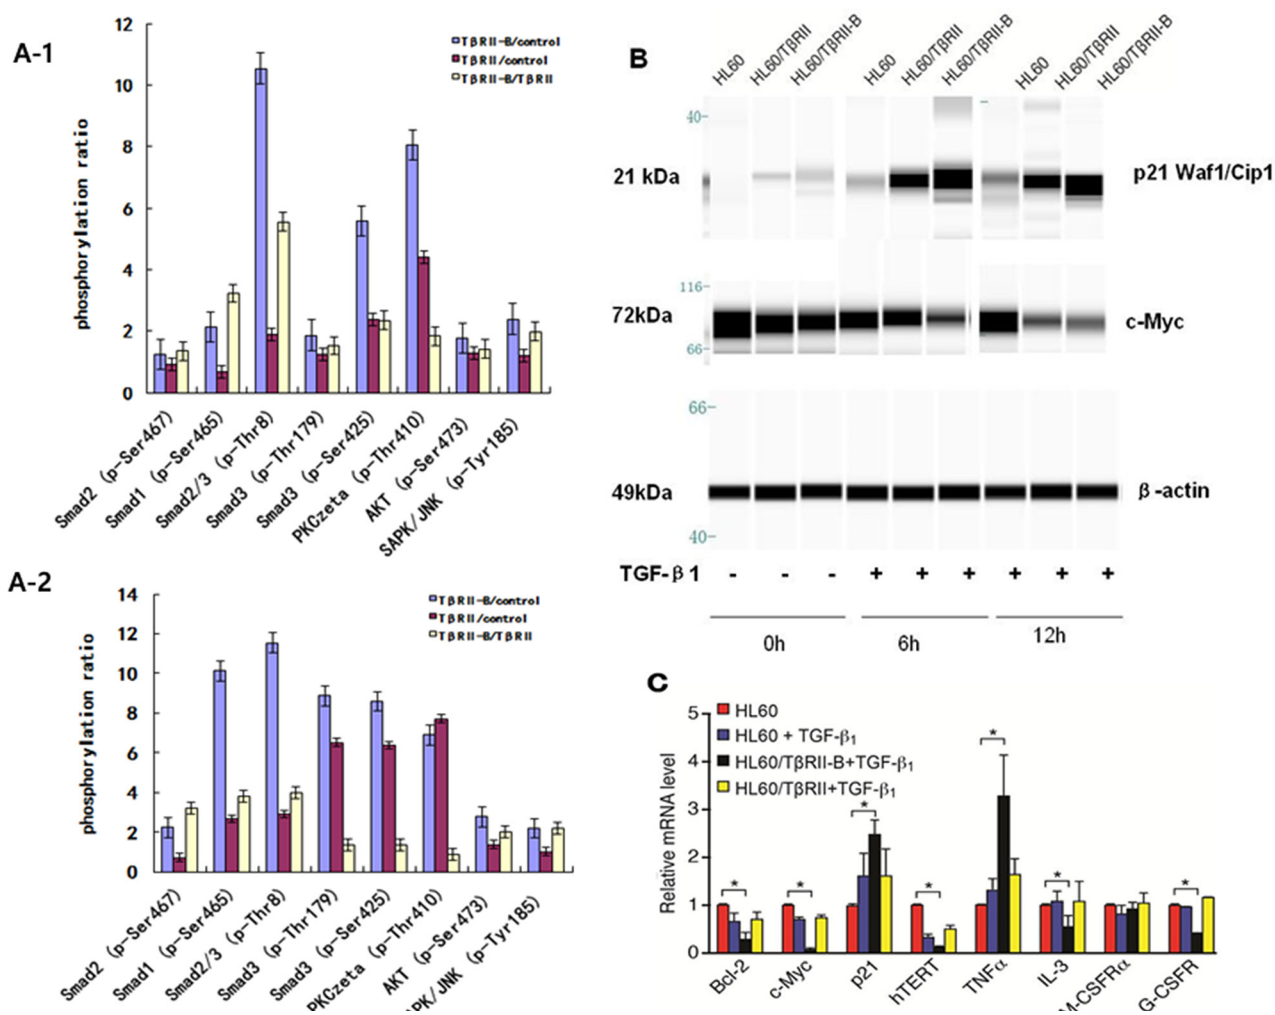 A-1
12
10
8
6
4
2
0
phosphorylation ratio
TβRII-B/control
TβRII/control
TβRII-B/TβRII
Smad2 (p-Ser467)
Smad1 (p-Ser465)
Smad2/3 (p-Thr8)
Smad3 (p-Thr179)
Smad3 (p-Ser425)
PKCzeta (p-Thr410)
AKT (p-Ser473)
SAPK/JNK (p-Tyr185)
A-2
14
12
10
8
6
4
2
0
phosphorylation ratio
TβRII-B/control
TβRII/control
TβRII-B/TβRII
Smad2 (p-Ser467)
Smad1 (p-Ser465)
Smad2/3 (p-Thr8)
Smad3 (p-Thr179)
Smad3 (p-Ser425)
PKCzeta (p-Thr410)
AKT (p-Ser473)
APK/JNK (p-Tyr185)
B
HL60 HL60/TβRII HL60/TβRII-B HL60 HL60/TβRII HL60/TβRII-B HL60 HL60/TβRII HL60/TβRII-B
40-
21 kDa
p21 Waf1/Cip1
116-
72kDa
c-Myc
66-
66-
49kDa
β-actin
40-
TGF-β1 - - - + + + + + +
0h 6h 12h
C
5
4
3
2
1
0
Relative mRNA level
HL60
HL60 + TGF-β1
HL60/TβRII-B+TGF-β1
HL60/TβRII+TGF-β1
* * * * * * *
Bcl-2
c-Myc
p21
hTERT
TNFα
IL-3
M-CSFRα
G-CSFR